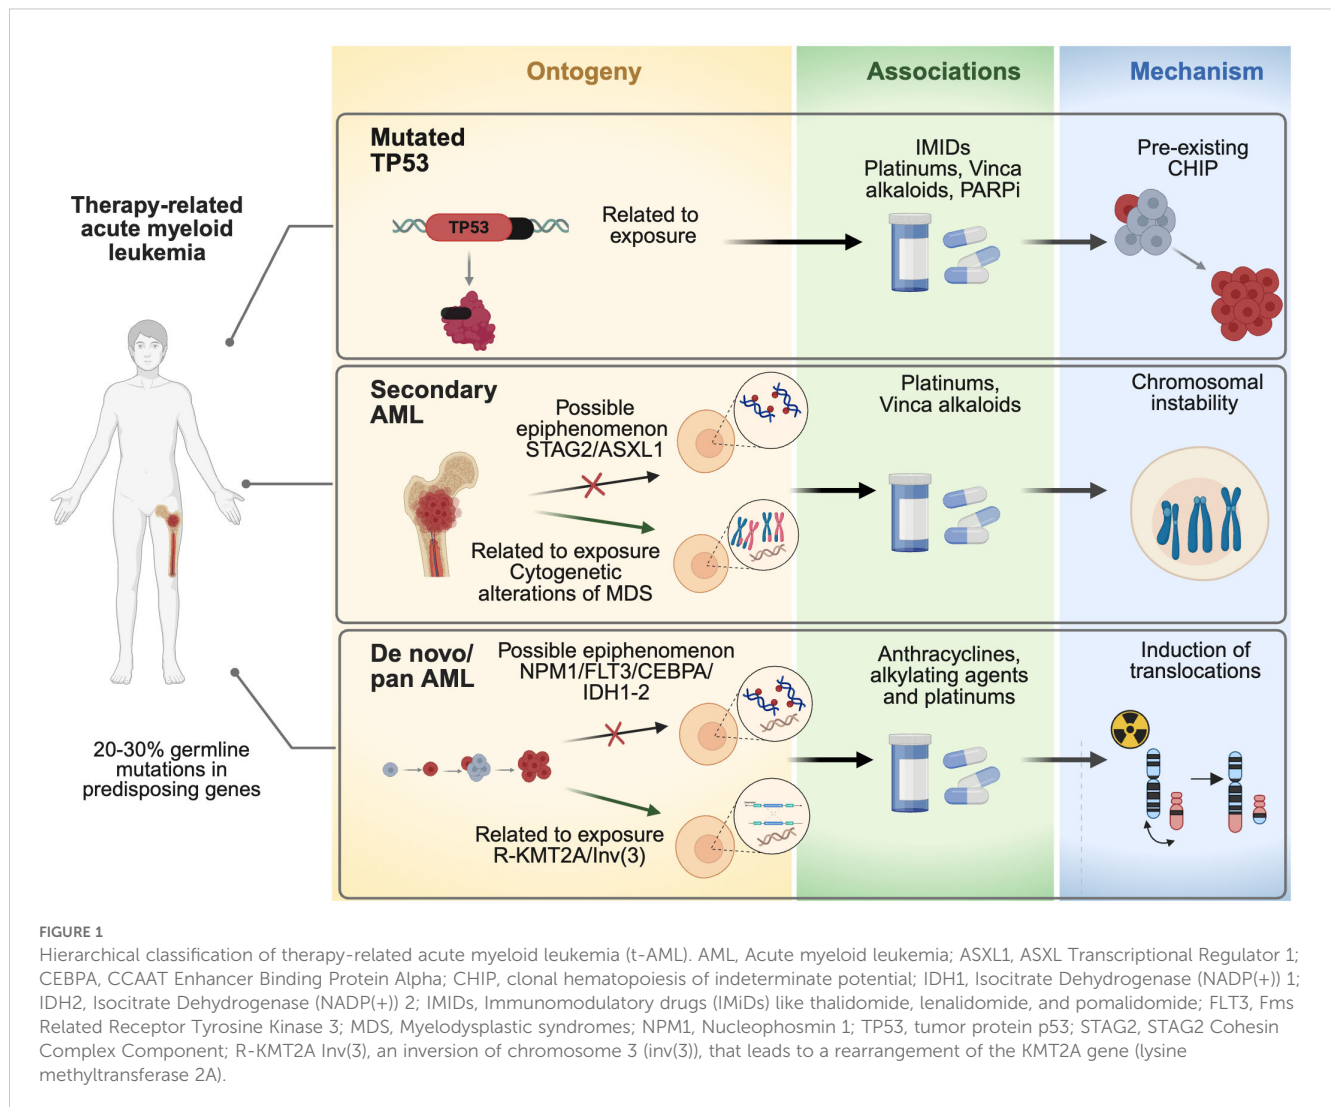 Ontogeny
Associations
Mechanism
Therapy-related
acute myeloid
leukemia
20-30% germline
mutations in
predisposing genes
Mutated
TP53
TP53
Related to
exposure
IMIDs
Platinums, Vinca
alkaloids, PARPi
Pre-existing
CHIP
Secondary
AML
Possible
epiphenomenon
STAG2/ASXL1
Related to exposure
Cytogenetic
alterations of MDS
Platinums,
Vinca alkaloids
Chromosomal
instability
De novo/
pan AML
Possible epiphenomenon
NPM1/FLT3/CEBPA/
IDH1-2
Related to exposure
R-KMT2A/Inv(3)
Anthracyclines,
alkylating agents
and platinums
Induction of
translocations
FIGURE 1
Hierarchical classification of therapy-related acute myeloid leukemia (t-AML). AML, Acute myeloid leukemia; ASXL1, ASXL Transcriptional Regulator 1;
CEBPA, CCAAT Enhancer Binding Protein Alpha; CHIP, clonal hematopoiesis of indeterminate potential; IDH1, Isocitrate Dehydrogenase (NADP(+)) 1;
IDH2, Isocitrate Dehydrogenase (NADP(+)) 2; IMIDs, Immunomodulatory drugs (IMiDs) like thalidomide, lenalidomide, and pomalidomide; FLT3, Fms
Related Receptor Tyrosine Kinase 3; MDS, Myelodysplastic syndromes; NPM1, Nucleophosmin 1; TP53, tumor protein p53; STAG2, STAG2 Cohesin
Complex Component; R-KMT2A Inv(3), an inversion of chromosome 3 (inv(3)), that leads to a rearrangement of the KMT2A gene (lysine
methyltransferase 2A).